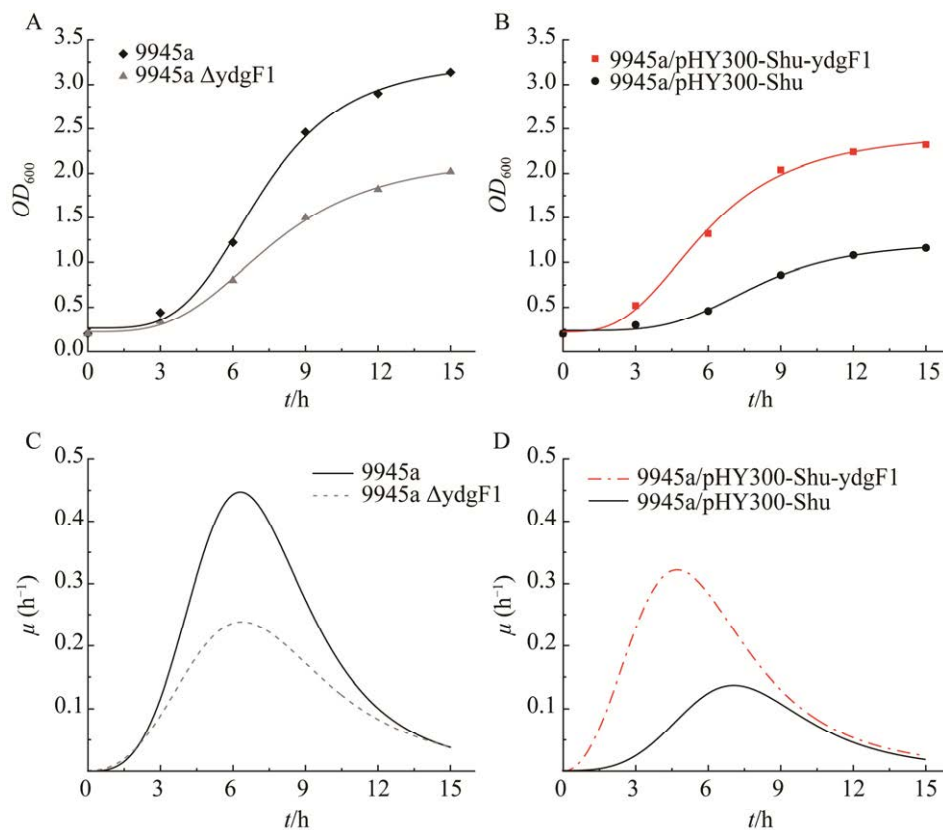 A
9945a
9945a ΔydgF1
3.5
3.0
2.5
2.0
1.5
1.0
0.5
0.0
OD600
0 3 6 9 12 15
t/h
B
9945a/pHY300-Shu-ydgF1
9945a/pHY300-Shu
3.5
3.0
2.5
2.0
1.5
1.0
0.5
0.0
OD600
0 3 6 9 12 15
t/h
C
9945a
9945a ΔydgF1
0.5
0.4
0.3
0.2
0.1
μ (h⁻¹)
0 3 6 9 12 15
t/h
D
9945a/pHY300-Shu-ydgF1
9945a/pHY300-Shu
0.5
0.4
0.3
0.2
0.1
μ (h⁻¹)
0 3 6 9 12 15
t/h